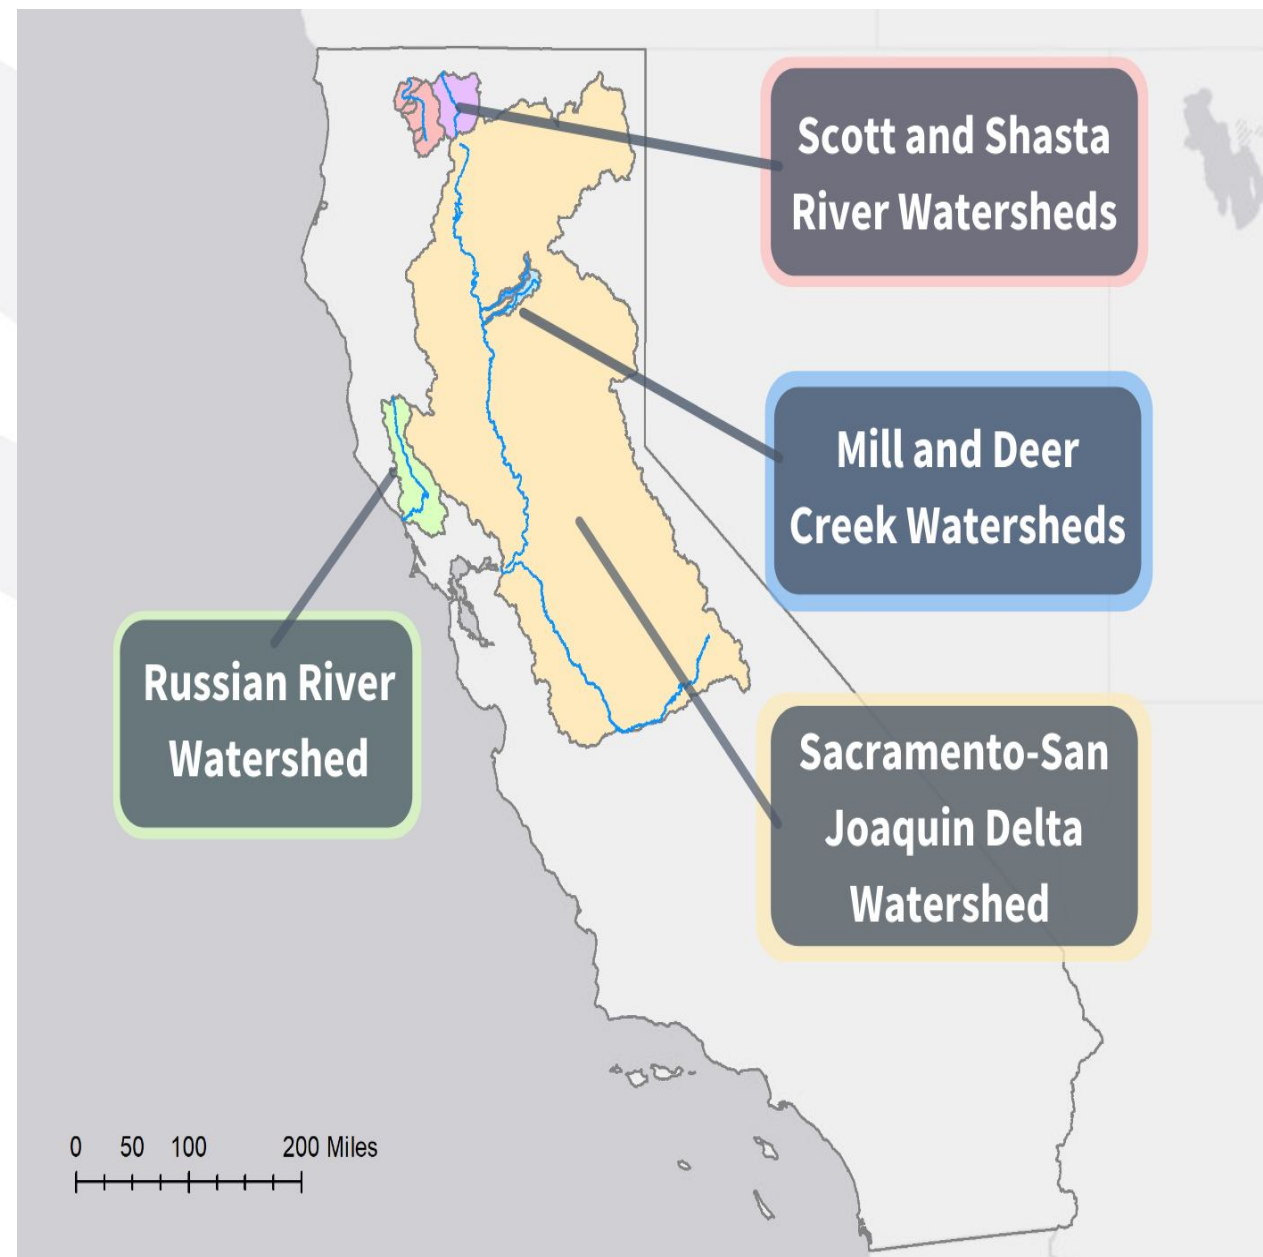 Scott and Shasta
River Watersheds
Mill and Deer
Creek Watersheds
Russian River
Watershed
Sacramento-San
Joaquin Delta
Watershed
0 50 100 200 Miles